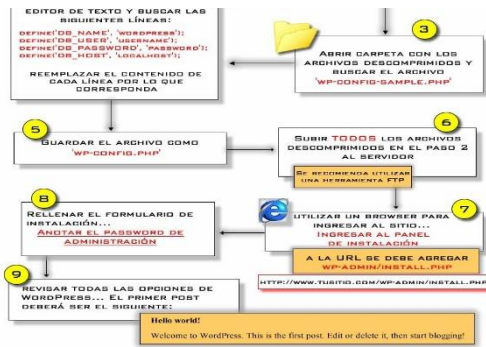 EDITOR DE TEXTO Y BUSCAR LAS
SIGUIENTES LÍNEAS:
DEFINE('DB_NAME', 'WORDPRESS');
DEFINE('DB_USER', 'USERNAME');
DEFINE('DB_PASSWORD', 'PASSWORD');
DEFINE('DB_HOST', 'LOCALHOST');
REEMPLAZAR EL CONTENIDO DE
CADA LÍNEA POR LO QUE
CORRESPONDA
3
ABRIR CARPETA CON LOS
ARCHIVOS DESCOMPRIMIDOS Y
BUSCAR EL ARCHIVO
'WP-CONFIG-SAMPLE.PHP'
5
GUARDAR EL ARCHIVO COMO
'WP-CONFIG.PHP'
6
SUBIR TODOS LOS ARCHIVOS
DESCOMPRIMIDOS EN EL PASO 2
AL SERVIDOR
SE RECOMIENDA UTILIZAR
UNA HERRAMIENTA FTP
7
UTILIZAR UN BROWSER PARA
INGRESAR AL SITIO...
INGRESAR AL PANEL
DE INSTALACIÓN
A LA URL SE DEBE AGREGAR
WP-ADMIN/INSTALL.PHP
HTTP://WWW.TUSITIO.COM/WP-ADMIN/INSTALL.PHP
8
RELLENAR EL FORMULARIO DE
INSTALACIÓN...
ANOTAR EL PASSWORD DE
ADMINISTRACIÓN
9
REVISAR TODAS LAS OPCIONES DE
WORDPRESS... EL PRIMER POST
DEBERÁ SER EL SIGUIENTE:
Hello world!
Welcome to WordPress. This is the first post. Edit or delete it, then start blogging!